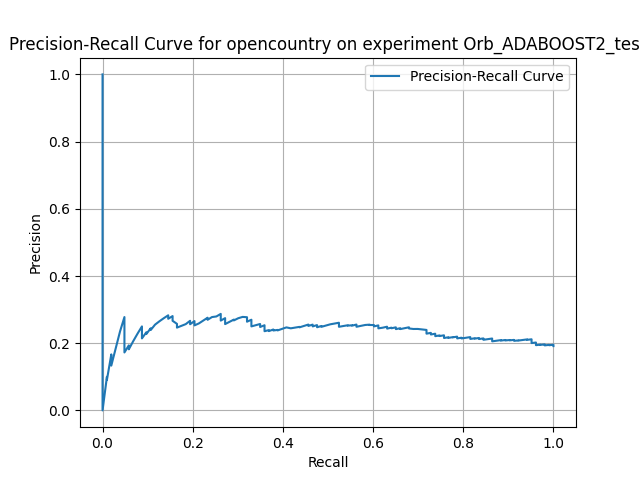 Precision-Recall Curve for opencountry on experiment Orb_ADABOOST2_tes
Precision-Recall Curve
1.0
0.8
0.6
0.4
0.2
0.0
Precision
0.0 0.2 0.4 0.6 0.8 1.0
Recall